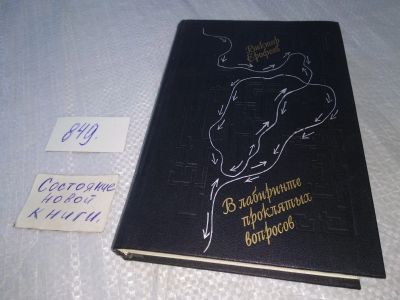 Виктор
Ерофеев
849.
Состояние
новой
книги.
В лабиринте
проклятых
вопросов